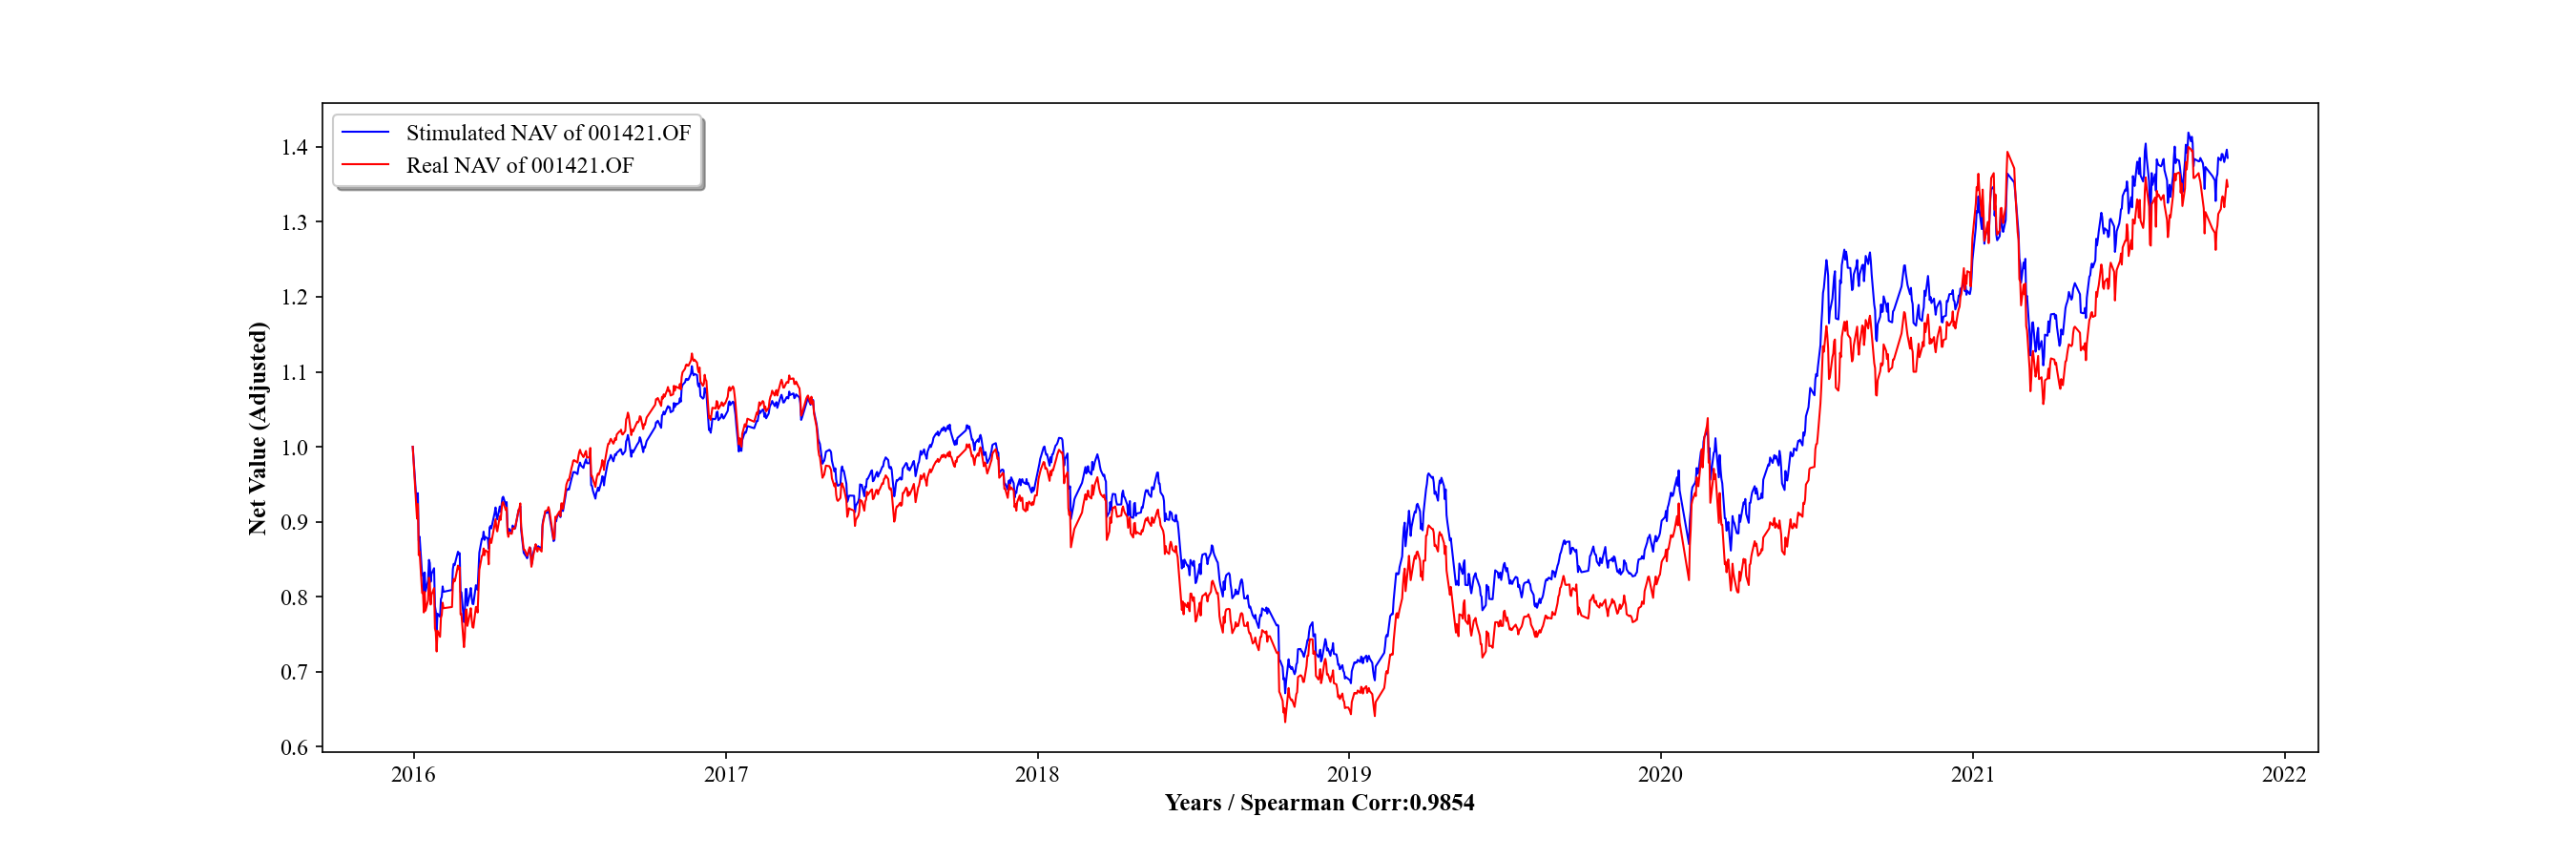 Stimulated NAV of 001421.OF
Real NAV of 001421.OF
Net Value (Adjusted)
1.4
1.3
1.2
1.1
1.0
0.9
0.8
0.7
0.6
2016 2017 2018 2019 2020 2021 2022
Years / Spearman Corr:0.9854